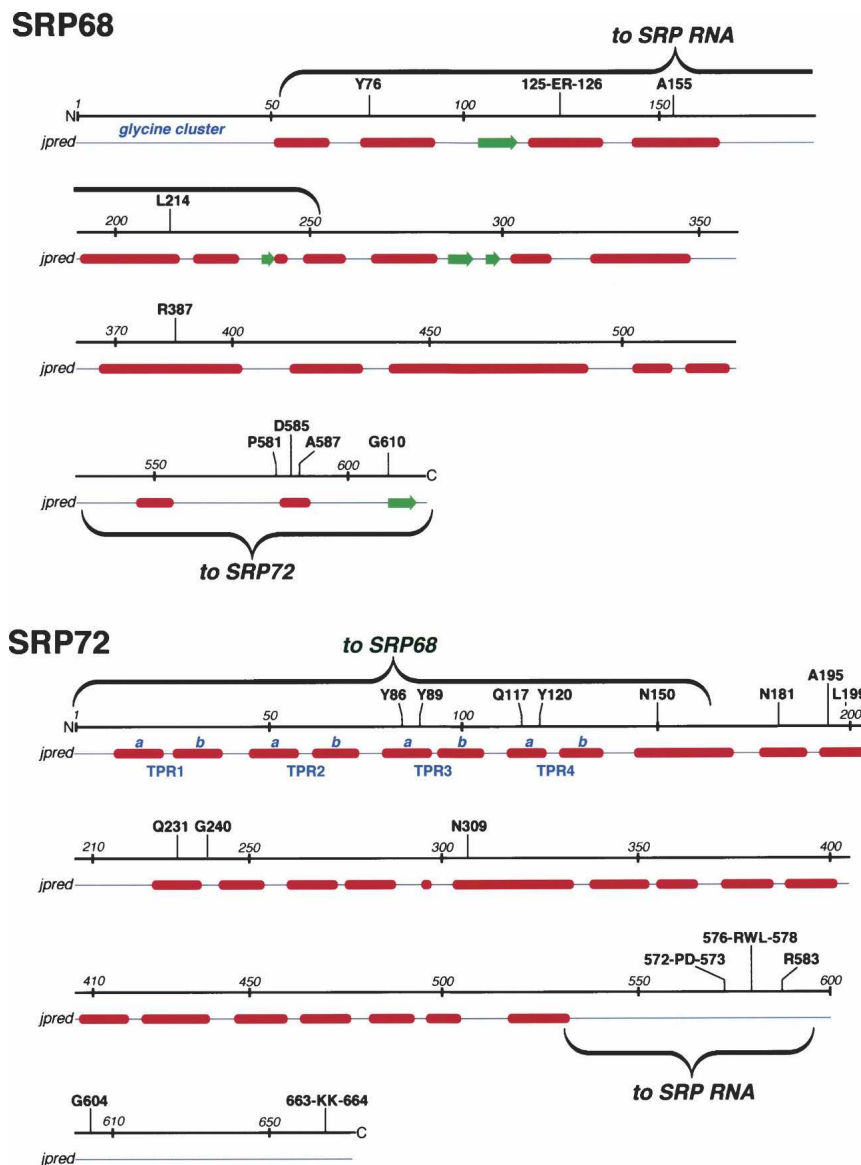 SRP68
to SRP RNA
Y76 125-ER-126 A155
N 1 50 100 150
glycine cluster
jpred
L214
200 250 300 350
jpred
R387
370 400 450 500
jpred
D585
P581 A587 G610
550 600 C
jpred
to SRP72
SRP72
to SRP68
A195
Y86 Y89 Q117 Y120 N150 N181 L199
N 1 50 100 200
a b a b a b a b
jpred
TPR1 TPR2 TPR3 TPR4
Q231 G240 N309
210 250 300 350 400
jpred
576-RWL-578
572-PD-573 R583
410 450 500 550 600
jpred
to SRP RNA
G604 663-KK-664
610 650 C
jpred